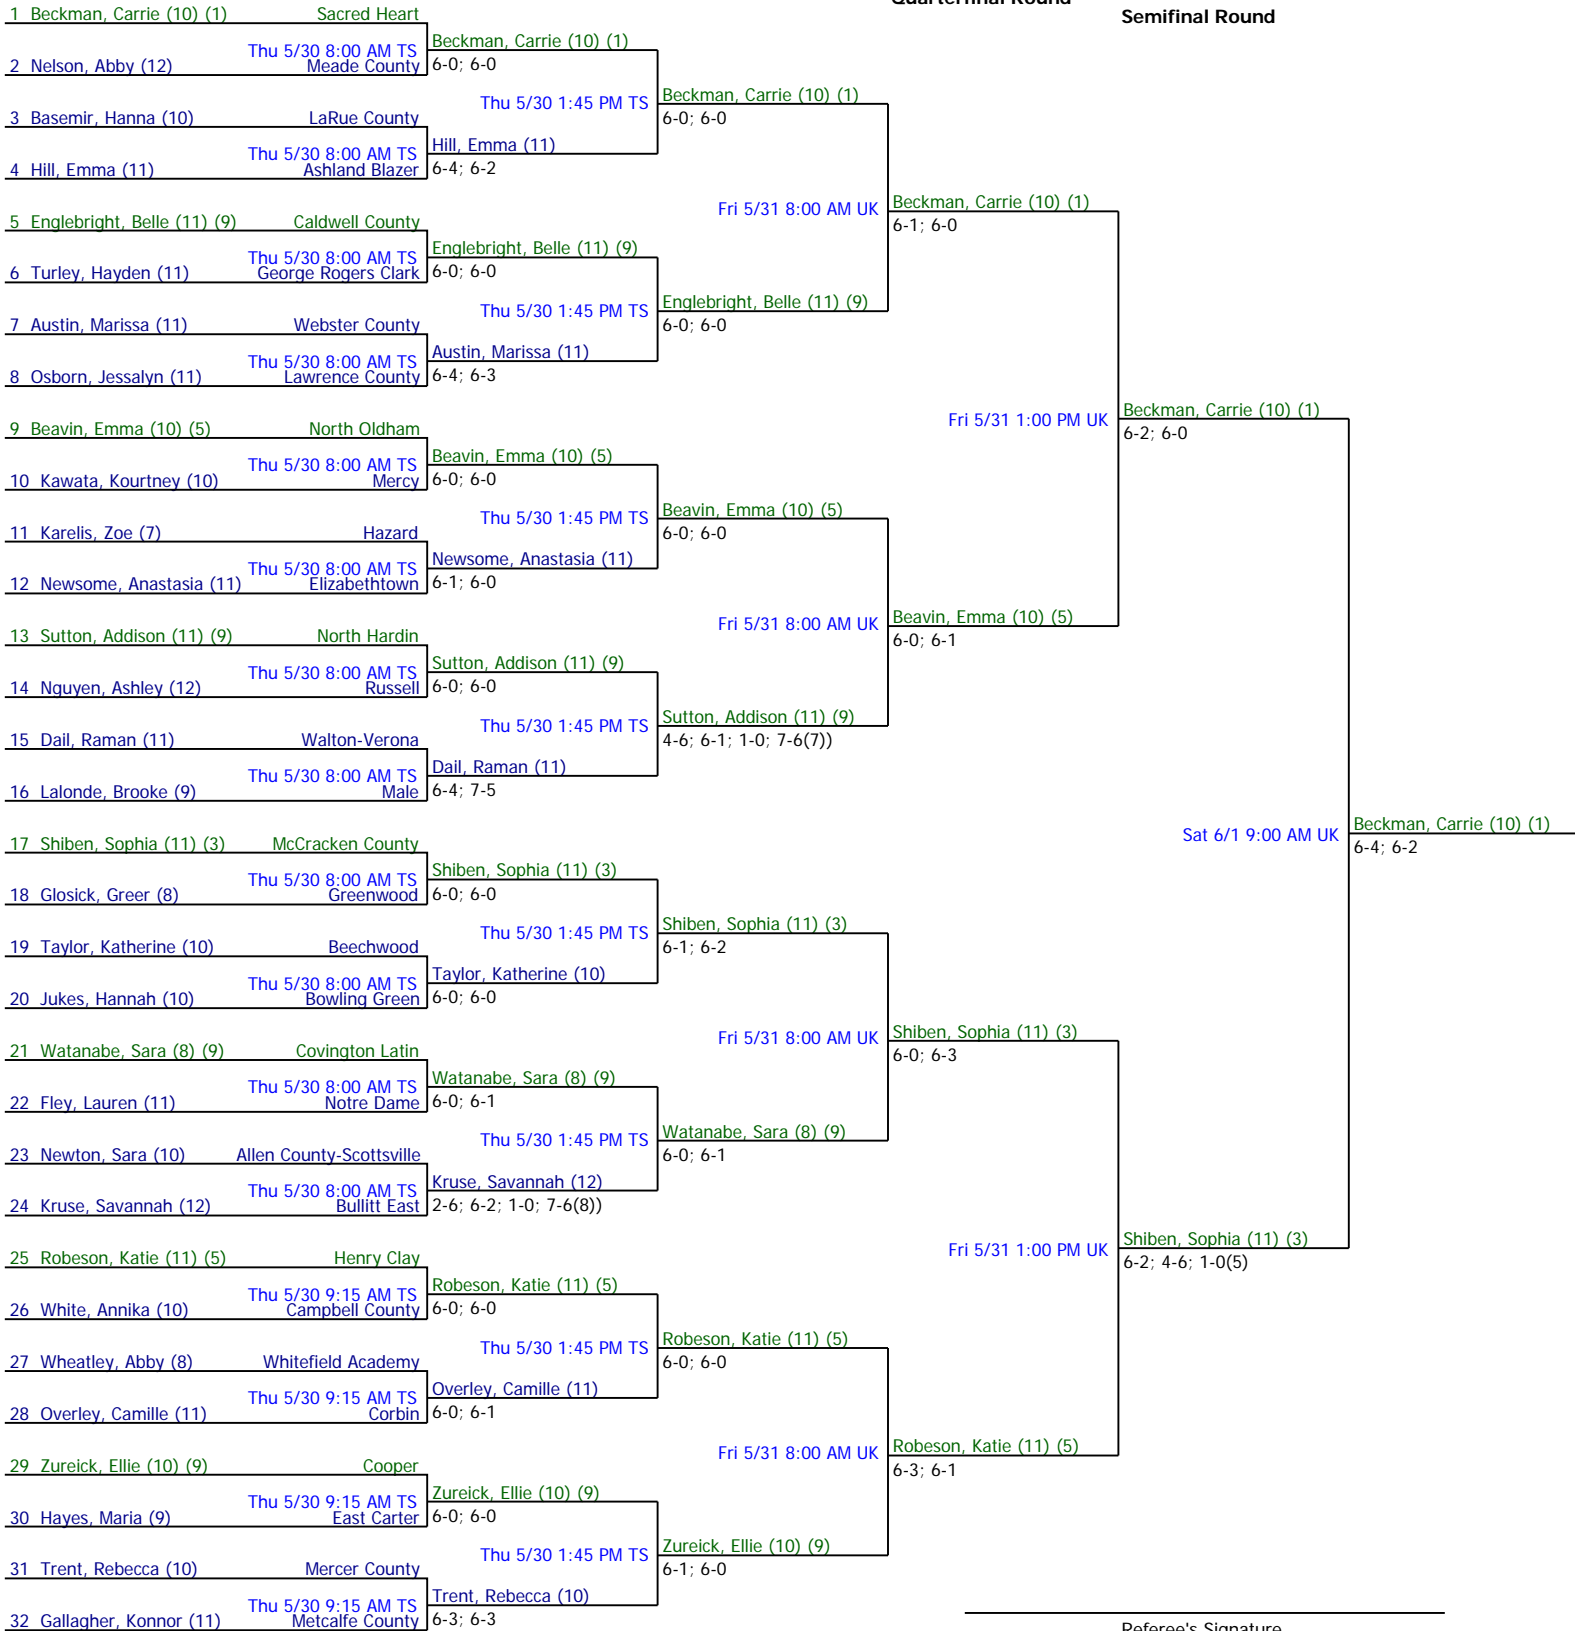 Quarterfinal Round
Semifinal Round
1 Beckman, Carrie (10) (1) Sacred Heart
Thu 5/30 8:00 AM TS
2 Nelson, Abby (12) Meade County
Beckman, Carrie (10) (1)
6-0; 6-0
3 Basemir, Hanna (10) LaRue County
Thu 5/30 8:00 AM TS
4 Hill, Emma (11) Ashland Blazer
Hill, Emma (11)
6-4; 6-2
Thu 5/30 1:45 PM TS
Beckman, Carrie (10) (1)
6-0; 6-0
5 Englebright, Belle (11) (9) Caldwell County
Thu 5/30 8:00 AM TS
6 Turley, Hayden (11) George Rogers Clark
Englebright, Belle (11) (9)
6-0; 6-0
7 Austin, Marissa (11) Webster County
Thu 5/30 8:00 AM TS
8 Osborn, Jessalyn (11) Lawrence County
Austin, Marissa (11)
6-4; 6-3
Thu 5/30 1:45 PM TS
Englebright, Belle (11) (9)
6-0; 6-0
Fri 5/31 8:00 AM UK
Beckman, Carrie (10) (1)
6-1; 6-0
9 Beavin, Emma (10) (5) North Oldham
Thu 5/30 8:00 AM TS
10 Kawata, Kourtney (10) Mercy
Beavin, Emma (10) (5)
6-0; 6-0
11 Karelis, Zoe (7) Hazard
Thu 5/30 8:00 AM TS
12 Newsome, Anastasia (11) Elizabethtown
Newsome, Anastasia (11)
6-1; 6-0
Thu 5/30 1:45 PM TS
Beavin, Emma (10) (5)
6-0; 6-0
13 Sutton, Addison (11) (9) North Hardin
Thu 5/30 8:00 AM TS
14 Nguyen, Ashley (12) Russell
Sutton, Addison (11) (9)
6-0; 6-0
15 Dail, Raman (11) Walton-Verona
Thu 5/30 8:00 AM TS
16 Lalonde, Brooke (9) Male
Dail, Raman (11)
6-4; 7-5
Thu 5/30 1:45 PM TS
Sutton, Addison (11) (9)
4-6; 6-1; 1-0; 7-6(7))
Fri 5/31 8:00 AM UK
Beavin, Emma (10) (5)
6-0; 6-1
Fri 5/31 1:00 PM UK
Beckman, Carrie (10) (1)
6-2; 6-0
17 Shiben, Sophia (11) (3) McCracken County
Thu 5/30 8:00 AM TS
18 Glosick, Greer (8) Greenwood
Shiben, Sophia (11) (3)
6-0; 6-0
19 Taylor, Katherine (10) Beechwood
Thu 5/30 8:00 AM TS
20 Jukes, Hannah (10) Bowling Green
Taylor, Katherine (10)
6-0; 6-0
Thu 5/30 1:45 PM TS
Shiben, Sophia (11) (3)
6-1; 6-2
21 Watanabe, Sara (8) (9) Covington Latin
Thu 5/30 8:00 AM TS
22 Fley, Lauren (11) Notre Dame
Watanabe, Sara (8) (9)
6-0; 6-1
23 Newton, Sara (10) Allen County-Scottsville
Thu 5/30 8:00 AM TS
24 Kruse, Savannah (12) Bullitt East
Kruse, Savannah (12)
2-6; 6-2; 1-0; 7-6(8))
Thu 5/30 1:45 PM TS
Watanabe, Sara (8) (9)
6-0; 6-1
Fri 5/31 8:00 AM UK
Shiben, Sophia (11) (3)
6-0; 6-3
25 Robeson, Katie (11) (5) Henry Clay
Thu 5/30 9:15 AM TS
26 White, Annika (10) Campbell County
Robeson, Katie (11) (5)
6-0; 6-0
27 Wheatley, Abby (8) Whitefield Academy
Thu 5/30 9:15 AM TS
28 Overley, Camille (11) Corbin
Overley, Camille (11)
6-0; 6-1
Thu 5/30 1:45 PM TS
Robeson, Katie (11) (5)
6-0; 6-0
29 Zureick, Ellie (10) (9) Cooper
Thu 5/30 9:15 AM TS
30 Hayes, Maria (9) East Carter
Zureick, Ellie (10) (9)
6-0; 6-0
31 Trent, Rebecca (10) Mercer County
Thu 5/30 9:15 AM TS
32 Gallagher, Konnor (11) Metcalfe County
Trent, Rebecca (10)
6-3; 6-3
Thu 5/30 1:45 PM TS
Zureick, Ellie (10) (9)
6-1; 6-0
Fri 5/31 8:00 AM UK
Robeson, Katie (11) (5)
6-3; 6-1
Fri 5/31 1:00 PM UK
Shiben, Sophia (11) (3)
6-2; 4-6; 1-0(5)
Sat 6/1 9:00 AM UK
Beckman, Carrie (10) (1)
6-4; 6-2
Referee's Signature